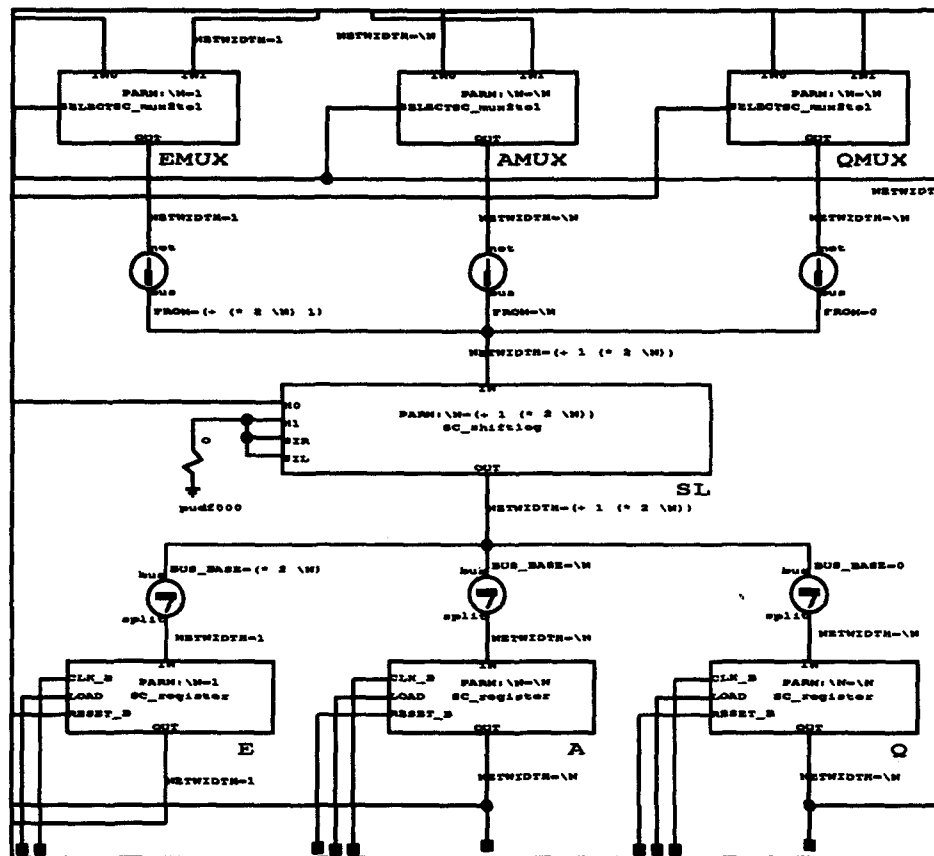 NETWIDTH=1
NETWIDTH=\N
IN0 IN1
PARM:\N=1
SELECTSC_mux2to1
OUT
EMUX
IN0 IN1
PARM:\N=\N
SELECTSC_mux2to1
OUT
AMUX
IN0 IN1
PARM:\N=\N
SELECTSC_mux2to1
OUT
QMUX
NETWIDT
NETWIDTH=1
NETWIDTH=\N
NETWIDTH=\N
net
net
net
bus
bus
bus
FROM=(+ (* 2 \N) 1)
FROM=\N
FROM=0
NETWIDTH=(+ 1 (* 2 \N))
IN
M0
M1
SIR
SIL
PARM:\N=(+ 1 (* 2 \N))
SC_shiftlog
OUT
SL
0
pudf000
NETWIDTH=(+ 1 (* 2 \N))
bus
BUS_BASE=(* 2 \N)
bus
BUS_BASE=\N
bus
BUS_BASE=0
split
split
split
NETWIDTH=1
NETWIDTH=\N
NETWIDTH=\N
IN
CLK_B
PARM:\N=1
LOAD
SC_register
RESET_B
OUT
E
IN
CLK_B
PARM:\N=\N
LOAD
SC_register
RESET_B
OUT
A
IN
CLK_B
PARM:\N=\N
LOAD
SC_register
RESET_B
OUT
Q
NETWIDTH=1
NETWIDTH=\N
NETWIDTH=\N